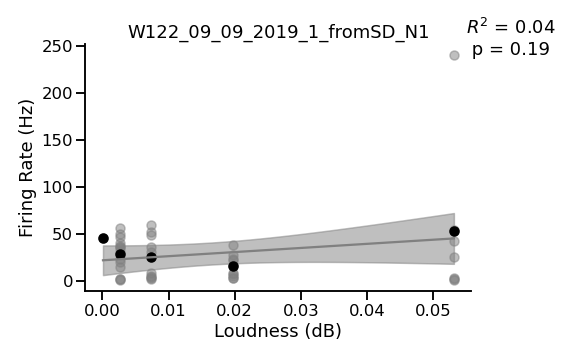 W122_09_09_2019_1_fromSD_N1
R² = 0.04
p = 0.19
Firing Rate (Hz)
250
200
150
100
50
0
0.00 0.01 0.02 0.03 0.04 0.05
Loudness (dB)